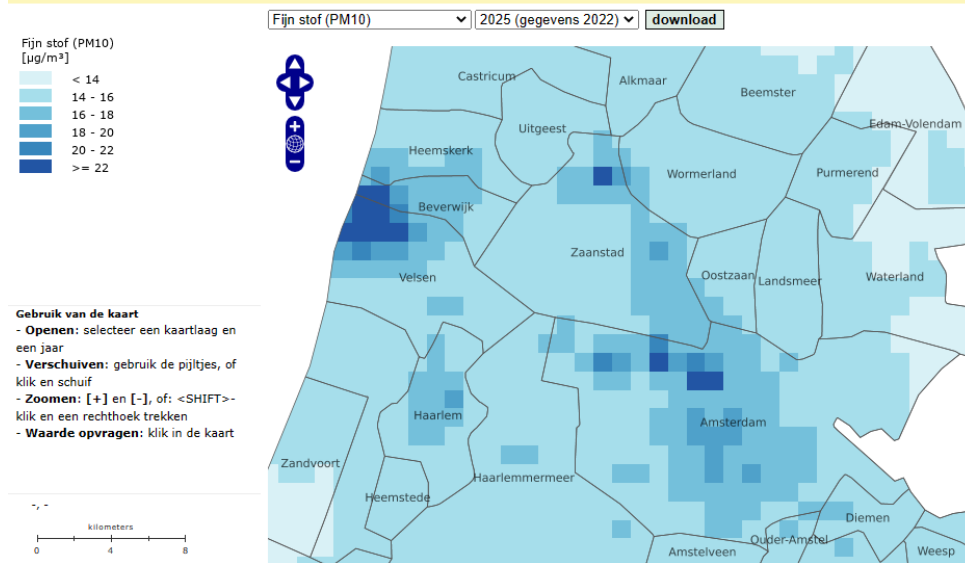 Fijn stof (PM10)
2025 (gegevens 2022)
download
Fijn stof (PM10)
[µg/m³]
< 14
14 - 16
16 - 18
18 - 20
20 - 22
>= 22
+
−
Castricum
Alkmaar
Beemster
Uitgeest
Edam-Volendam
Heemskerk
Wormerland
Purmerend
Beverwijk
Zaanstad
Velsen
Oostzaan
Landsmeer
Waterland
Haarlem
Amsterdam
Zandvoort
Heemstede
Haarlemmermeer
Diemen
Ouder-Amstel
Amstelveen
Weesp
Gebruik van de kaart
- Openen: selecteer een kaartlaag en
een jaar
- Verschuiven: gebruik de pijltjes, of
klik en schuif
- Zoomen: [+] en [-], of: <SHIFT>-
klik en een rechthoek trekken
- Waarde opvragen: klik in de kaart
-, -
kilometers
0 4 8